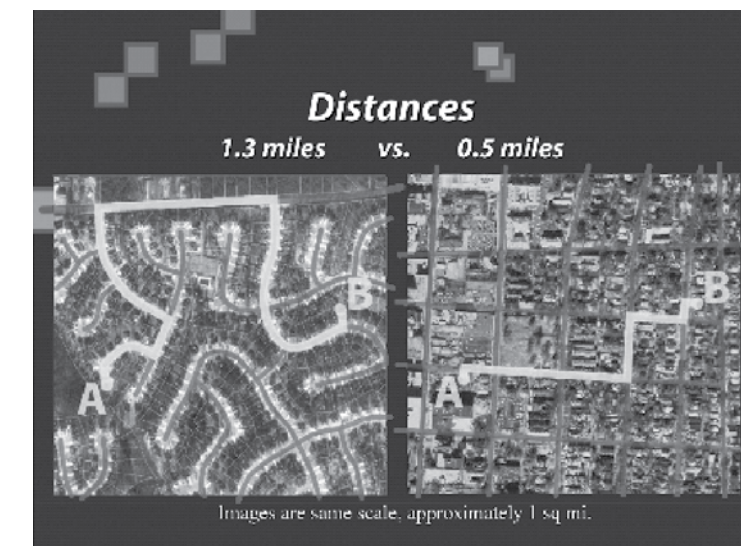 Distances
1.3 miles vs. 0.5 miles
B
B
A
A
Images are same scale, approximately 1 sq mi.